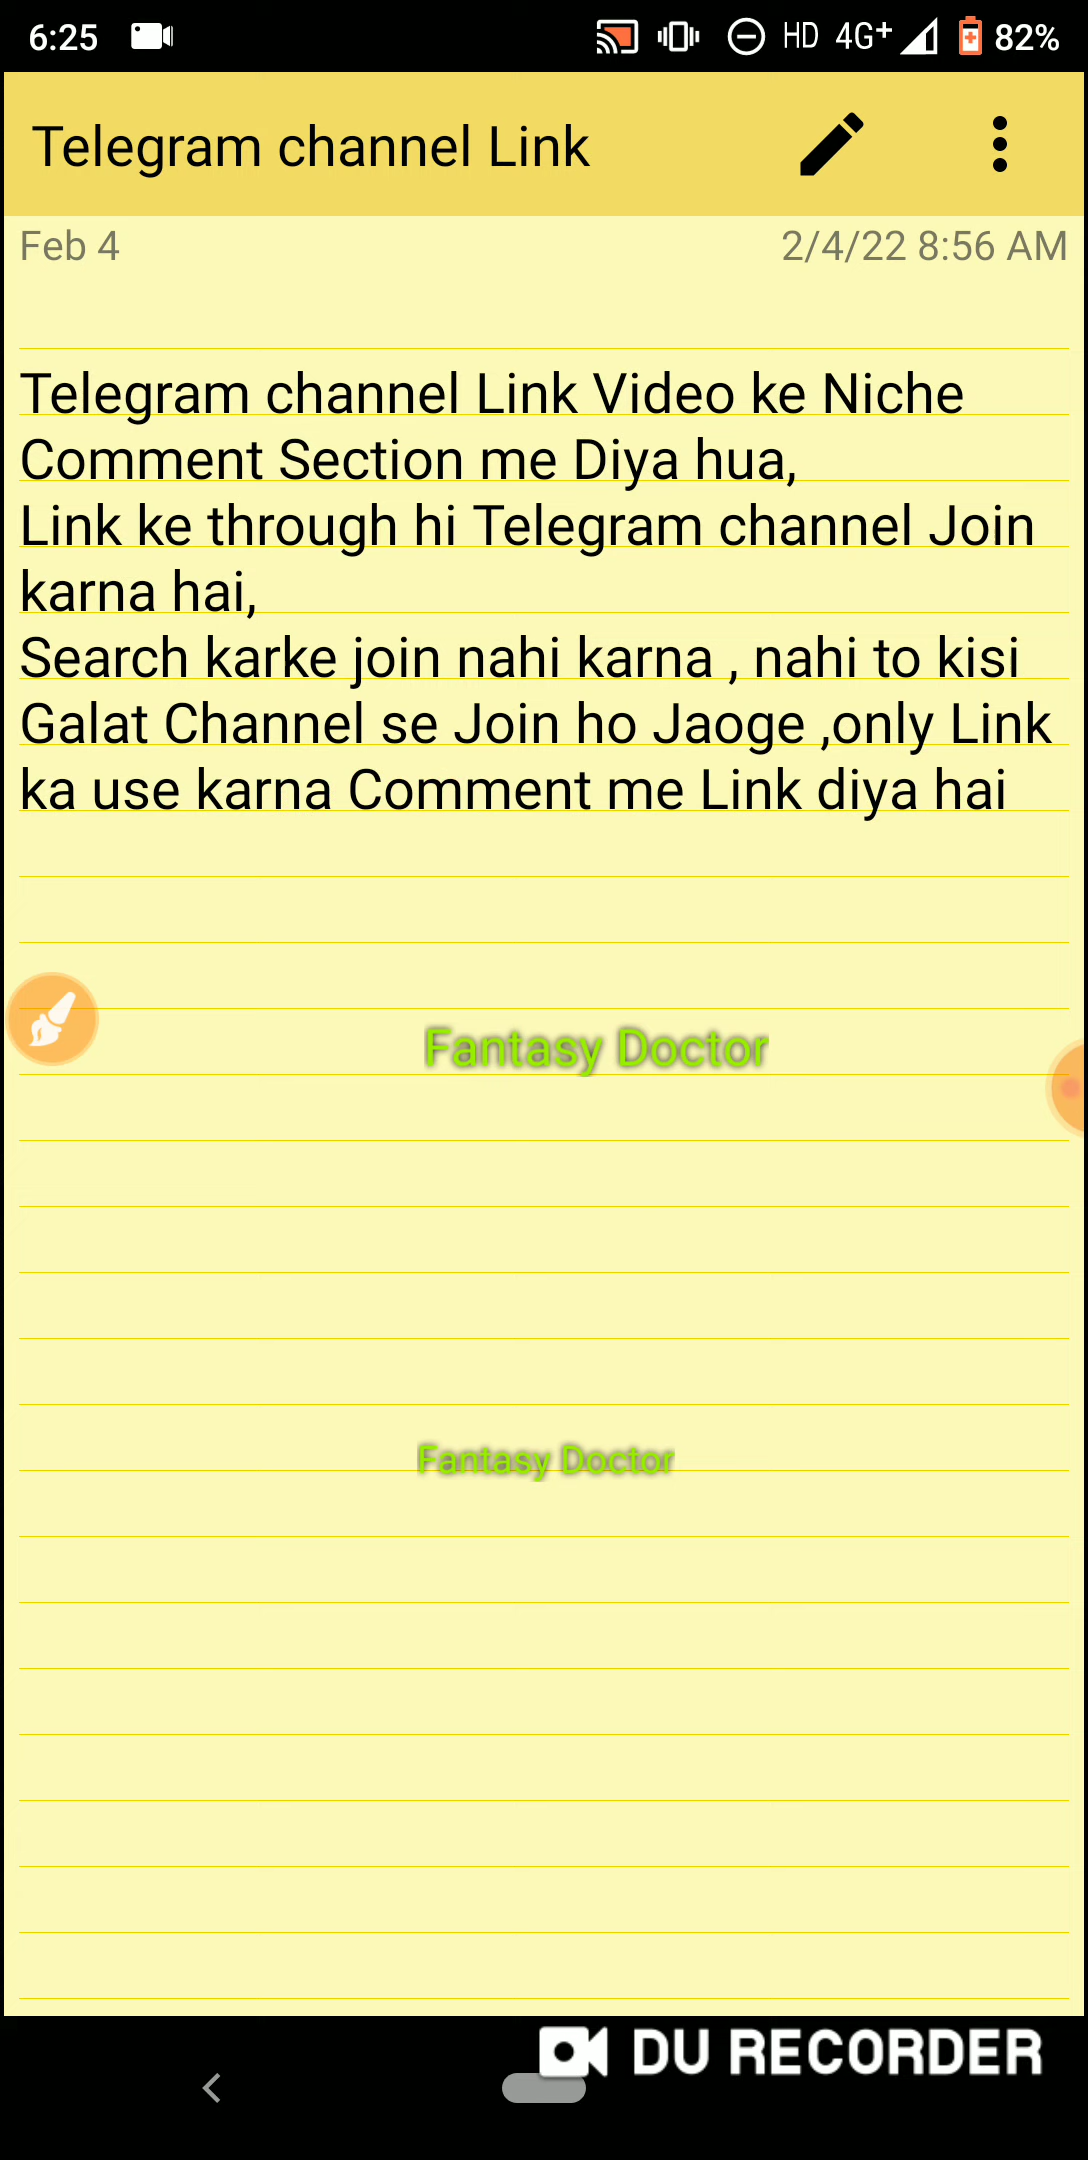 6:25 HD 4G+ 82%
Telegram channel Link
Feb 4 2/4/22 8:56 AM
Telegram channel Link Video ke Niche
Comment Section me Diya hua,
Link ke through hi Telegram channel Join
karna hai,
Search karke join nahi karna , nahi to kisi
Galat Channel se Join ho Jaoge ,only Link
ka use karna Comment me Link diya hai
Fantasy Doctor
Fantasy Doctor
DU RECORDER